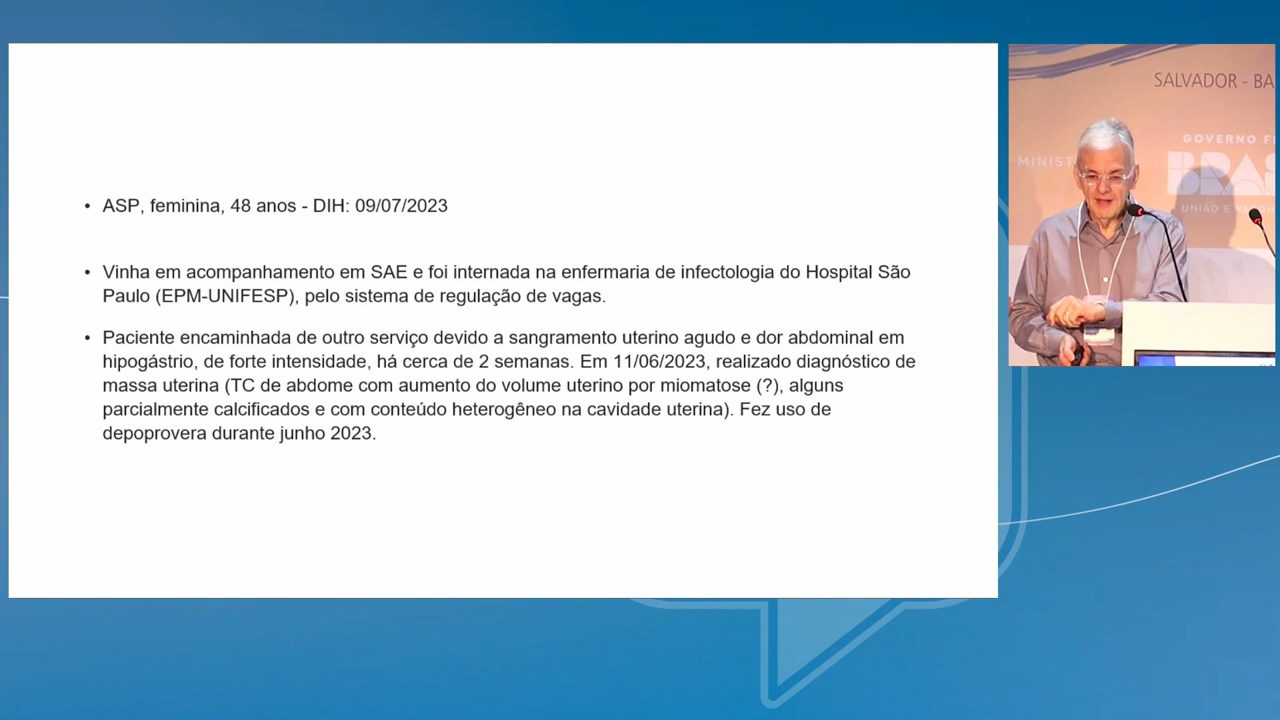 • ASP, feminina, 48 anos - DIH: 09/07/2023
• Vinha em acompanhamento em SAE e foi internada na enfermaria de infectologia do Hospital São
Paulo (EPM-UNIFESP), pelo sistema de regulação de vagas.
• Paciente encaminhada de outro serviço devido a sangramento uterino agudo e dor abdominal em
hipogástrio, de forte intensidade, há cerca de 2 semanas. Em 11/06/2023, realizado diagnóstico de
massa uterina (TC de abdome com aumento do volume uterino por miomatose (?), alguns
parcialmente calcificados e com conteúdo heterogêneo na cavidade uterina). Fez uso de
depoprovera durante junho 2023.
SALVADOR - BA
GOVERNO F
MINIST
BRAS
UNIÃO E RECON